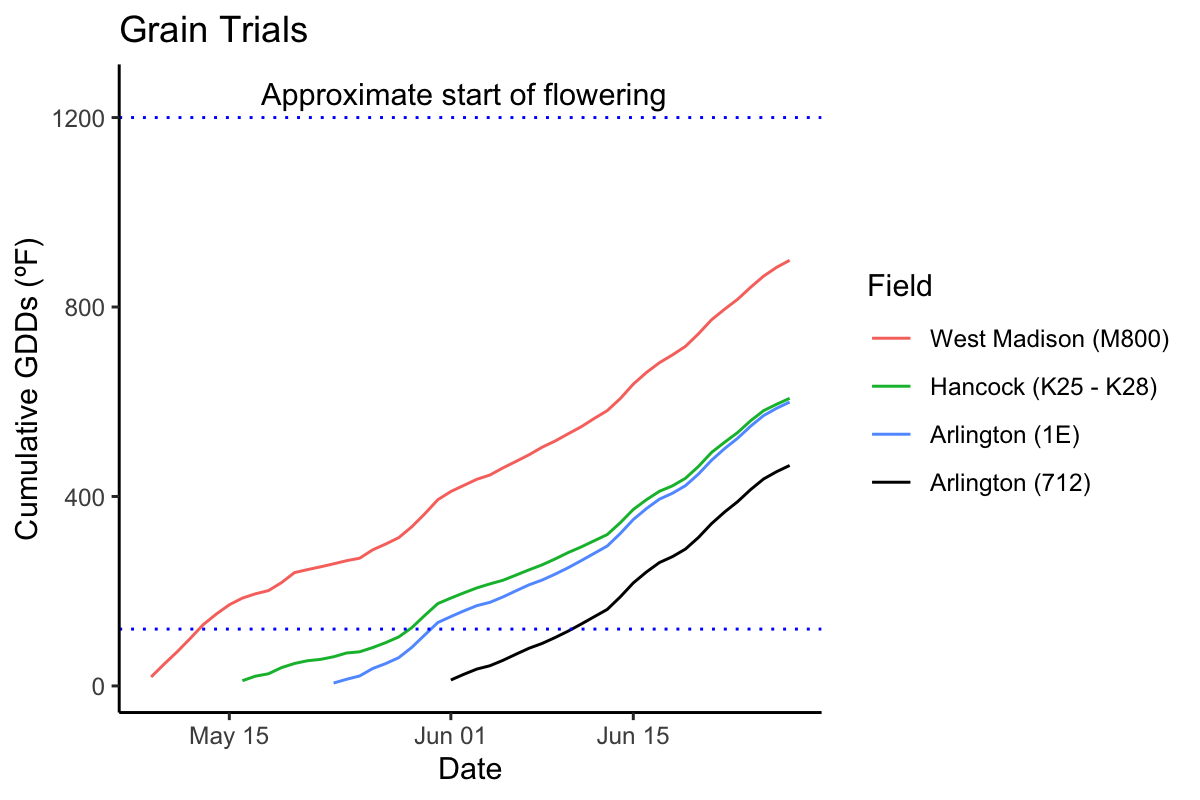 Grain Trials
Approximate start of flowering
1200
800
400
0
Cumulative GDDs (ºF)
May 15
Jun 01
Jun 15
Date
Field
West Madison (M800)
Hancock (K25 - K28)
Arlington (1E)
Arlington (712)